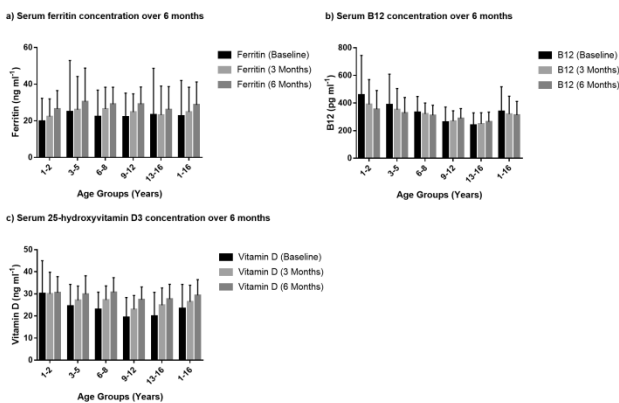 a) Serum ferritin concentration over 6 months
60
40
20
0
Ferritin (ng ml⁻¹)
1-2
3-5
6-8
9-12
13-16
1-16
Age Groups (Years)
Ferritin (Baseline)
Ferritin (3 Months)
Ferritin (6 Months)
b) Serum B12 concentration over 6 months
800
600
400
200
0
B12 (pg ml⁻¹)
1-2
3-5
6-8
9-12
13-16
1-16
Age Groups (Years)
B12 (Baseline)
B12 (3 Months)
B12 (6 Months)
c) Serum 25-hydroxyvitamin D3 concentration over 6 months
50
40
30
20
10
0
Vitamin D (ng ml⁻¹)
1-2
3-5
6-8
9-12
13-16
1-16
Age Groups (Years)
Vitamin D (Baseline)
Vitamin D (3 Months)
Vitamin D (6 Months)